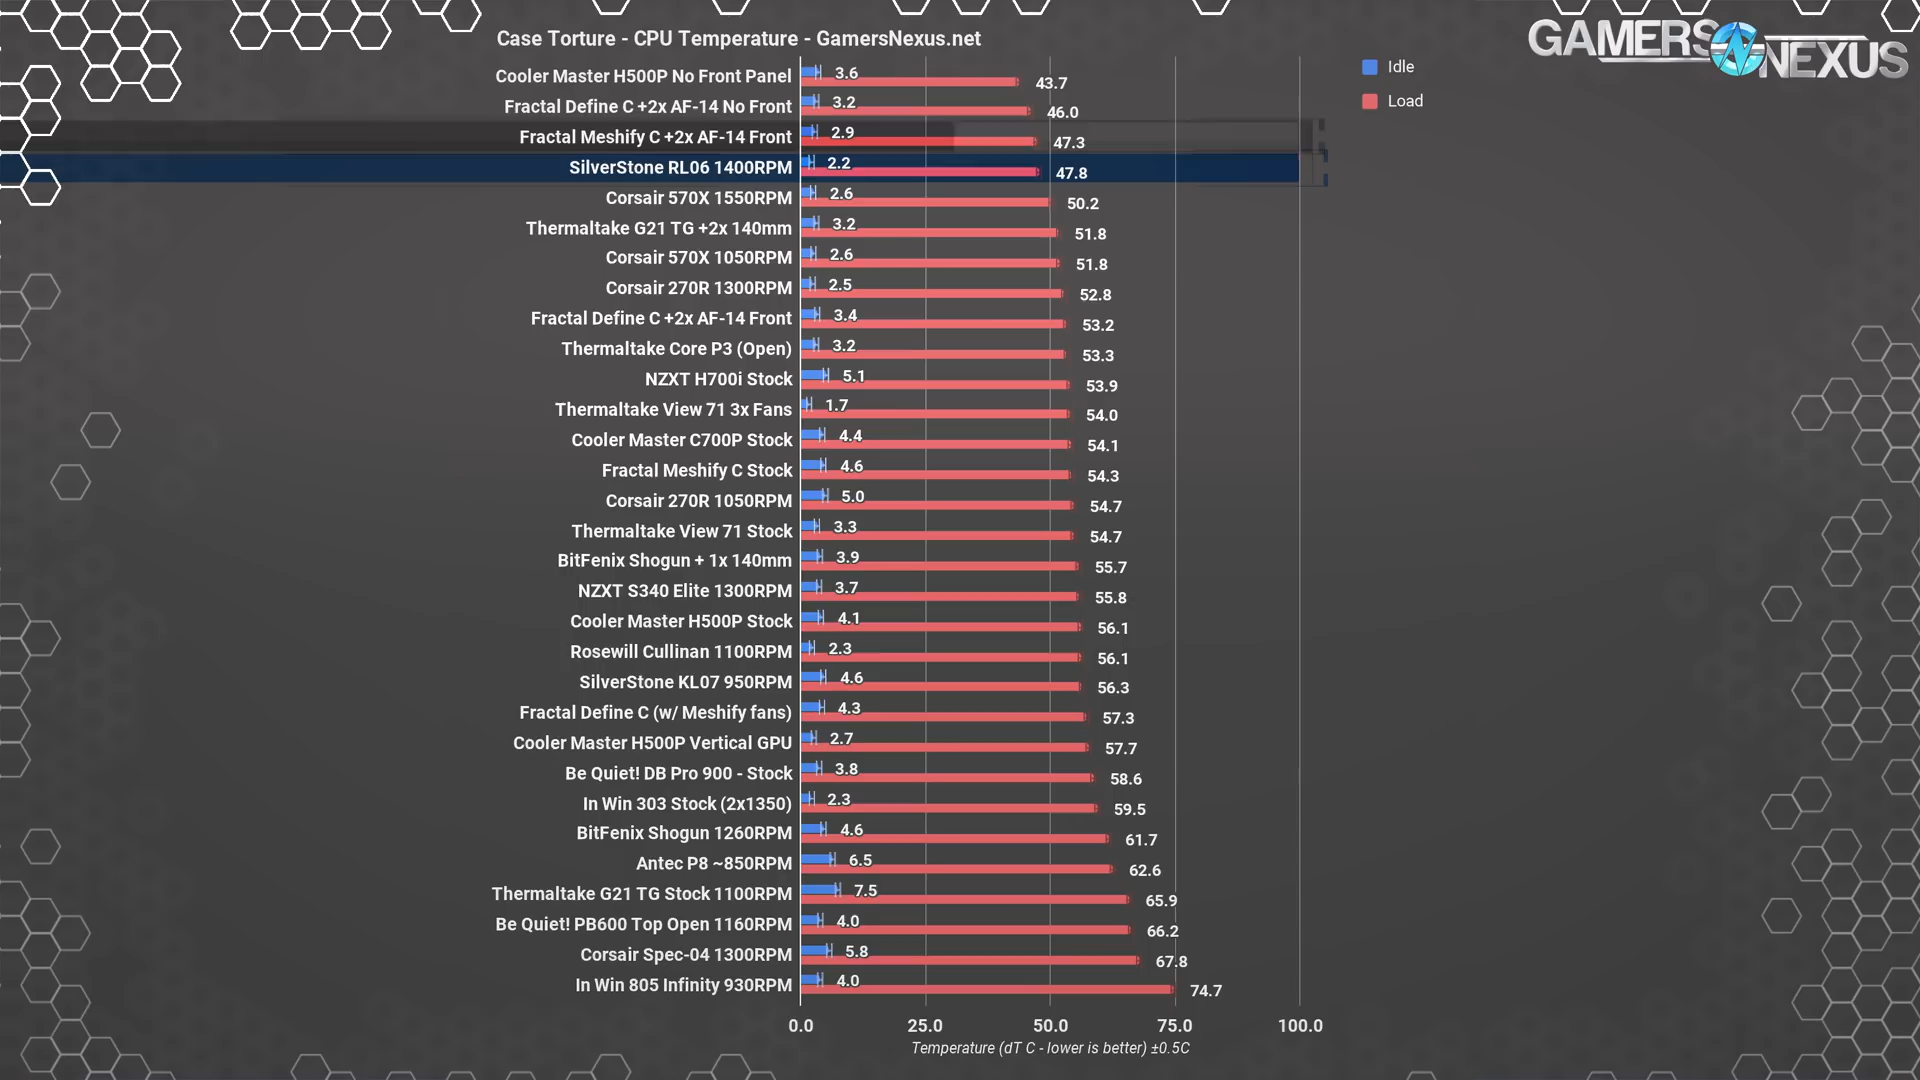 Case Torture - CPU Temperature - GamersNexus.net
GAMERS NEXUS
Idle
Load
Cooler Master H500P No Front Panel 3.6 43.7
Fractal Define C +2x AF-14 No Front 3.2 46.0
Fractal Meshify C +2x AF-14 Front 2.9 47.3
SilverStone RL06 1400RPM 2.2 47.8
Corsair 570X 1550RPM 2.6 50.2
Thermaltake G21 TG +2x 140mm 3.2 51.8
Corsair 570X 1050RPM 2.6 51.8
Corsair 270R 1300RPM 2.5 52.8
Fractal Define C +2x AF-14 Front 3.4 53.2
Thermaltake Core P3 (Open) 3.2 53.3
NZXT H700i Stock 5.1 53.9
Thermaltake View 71 3x Fans 1.7 54.0
Cooler Master C700P Stock 4.4 54.1
Fractal Meshify C Stock 4.6 54.3
Corsair 270R 1050RPM 5.0 54.7
Thermaltake View 71 Stock 3.3 54.7
BitFenix Shogun + 1x 140mm 3.9 55.7
NZXT S340 Elite 1300RPM 3.7 55.8
Cooler Master H500P Stock 4.1 56.1
Rosewill Cullinan 1100RPM 2.3 56.1
SilverStone KL07 950RPM 4.6 56.3
Fractal Define C (w/ Meshify fans) 4.3 57.3
Cooler Master H500P Vertical GPU 2.7 57.7
Be Quiet! DB Pro 900 - Stock 3.8 58.6
In Win 303 Stock (2x1350) 2.3 59.5
BitFenix Shogun 1260RPM 4.6 61.7
Antec P8 ~850RPM 6.5 62.6
Thermaltake G21 TG Stock 1100RPM 7.5 65.9
Be Quiet! PB600 Top Open 1160RPM 4.0 66.2
Corsair Spec-04 1300RPM 5.8 67.8
In Win 805 Infinity 930RPM 4.0 74.7
0.0 25.0 50.0 75.0 100.0
Temperature (dT C - lower is better) ±0.5C